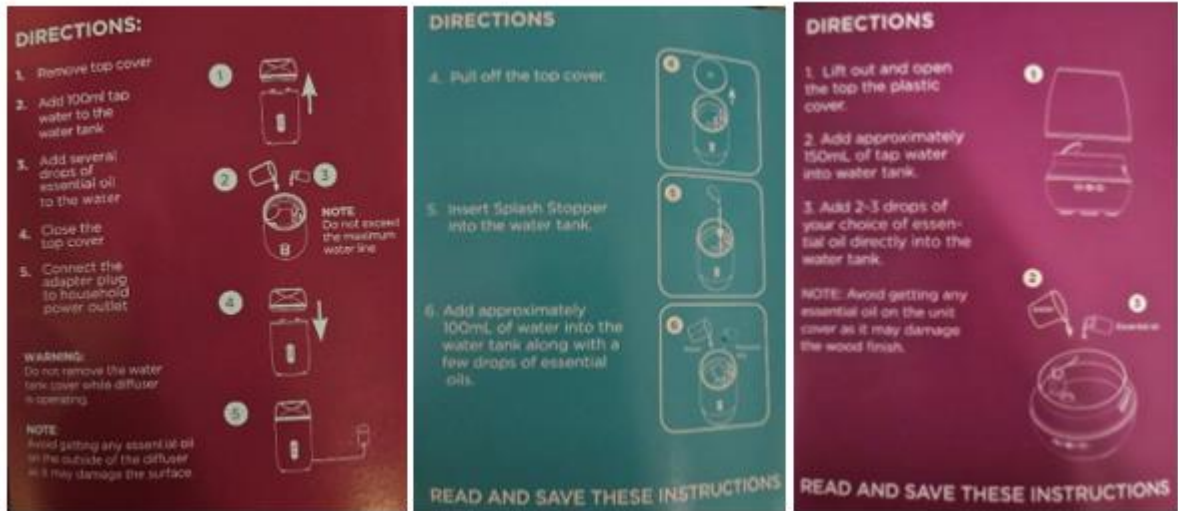 DIRECTIONS:
1. Remove top cover
2. Add 100ml tap
water to the
water tank
3. Add several
drops of
essential oil
to the water
4. Close the
top cover
5. Connect the
adapter plug
to household
power outlet
WARNING:
Do not remove the water
tank cover while diffuser
is operating.
NOTE:
Avoid getting any essential oil
on the outside of the diffuser
as it may damage the surface.
1
2
3
NOTE
Do not exceed
the maximum
water line
4
5
DIRECTIONS
4. Pull off the top cover.
5. Insert Splash Stopper
into the water tank.
6. Add approximately
100mL of water into the
water tank along with a
few drops of essential
oils.
4
5
6
READ AND SAVE THESE INSTRUCTIONS
DIRECTIONS
1. Lift out and open
the top the plastic
cover.
2. Add approximately
150mL of tap water
into water tank.
3. Add 2-3 drops of
your choice of essen-
tial oil directly into the
water tank.
NOTE: Avoid getting any
essential oil on the unit
cover as it may damage
the wood finish.
1
2
3
Essential oil
READ AND SAVE THESE INSTRUCTIONS